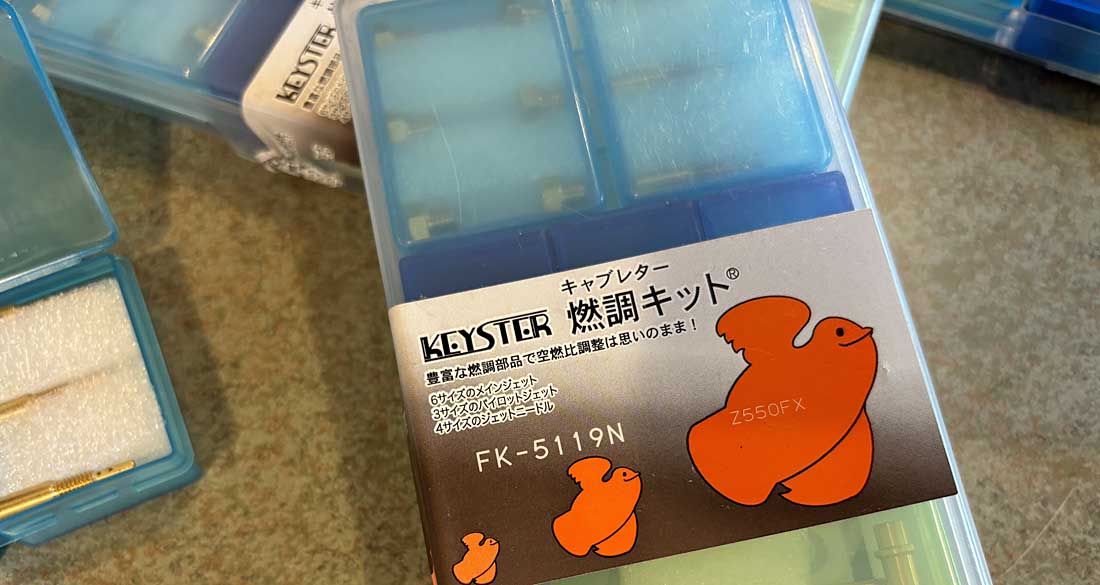 KEYSTER
キャブレター
KEYSTER 燃調キット®
豊富な燃調部品で空燃比調整は思いのまま!
6サイズのメインジェット
3サイズのパイロットジェット
4サイズのジェットニードル
FK-5119N
Z550FX